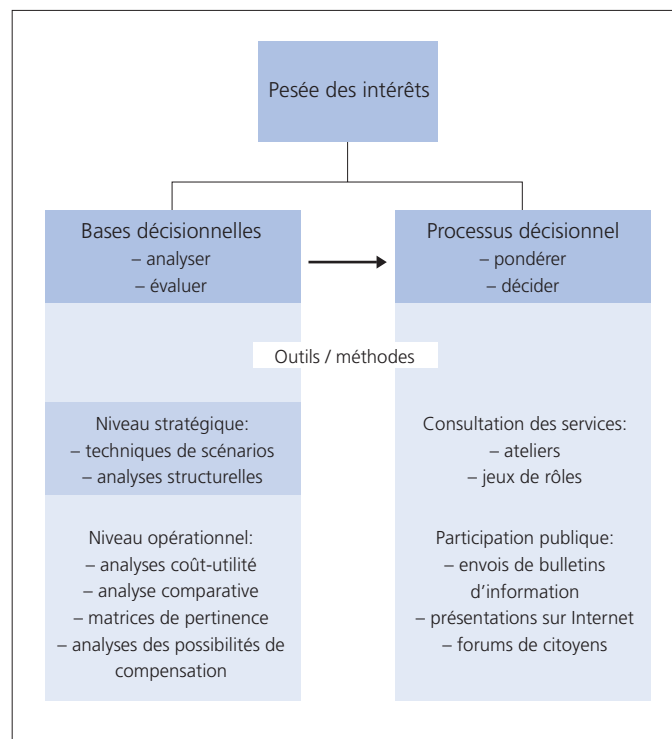 Pesée des intérêts
Bases décisionnelles
– analyser
– évaluer
Processus décisionnel
– pondérer
– décider
Outils / méthodes
Niveau stratégique:
– techniques de scénarios
– analyses structurelles
Niveau opérationnel:
– analyses coût-utilité
– analyse comparative
– matrices de pertinence
– analyses des possibilités de
compensation
Consultation des services:
– ateliers
– jeux de rôles
Participation publique:
– envois de bulletins
d’information
– présentations sur Internet
– forums de citoyens